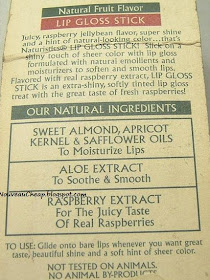 Natural Fruit Flavor
LIP GLOSS STICK
Juicy, raspberry jellybean flavor, super shine
and a hint of natural-looking color... that's
Naturistics® LIP GLOSS STICK! Stick on a
shiny touch of sheer color with lip gloss
formulated with natural emollients and
moisturizers to soften and smooth lips.
Flavored with real raspberry extract, LIP GLOSS
STICK is an extra-shiny, softly tinted lip gloss
treat with the great taste of fresh raspberries!
OUR NATURAL INGREDIENTS
SWEET ALMOND, APRICOT
KERNEL & SAFFLOWER OILS
To Moisturize Lips
ALOE EXTRACT
To Soothe & Smooth
RASPBERRY EXTRACT
For The Juicy Taste
Of Real Raspberries
NouveauCheap.blogspot.com
TO USE: Glide onto bare lips whenever you want great
taste, beautiful shine and a soft hint of sheer color.
NOT TESTED ON ANIMALS.
NO ANIMAL BY-PRODUCTS